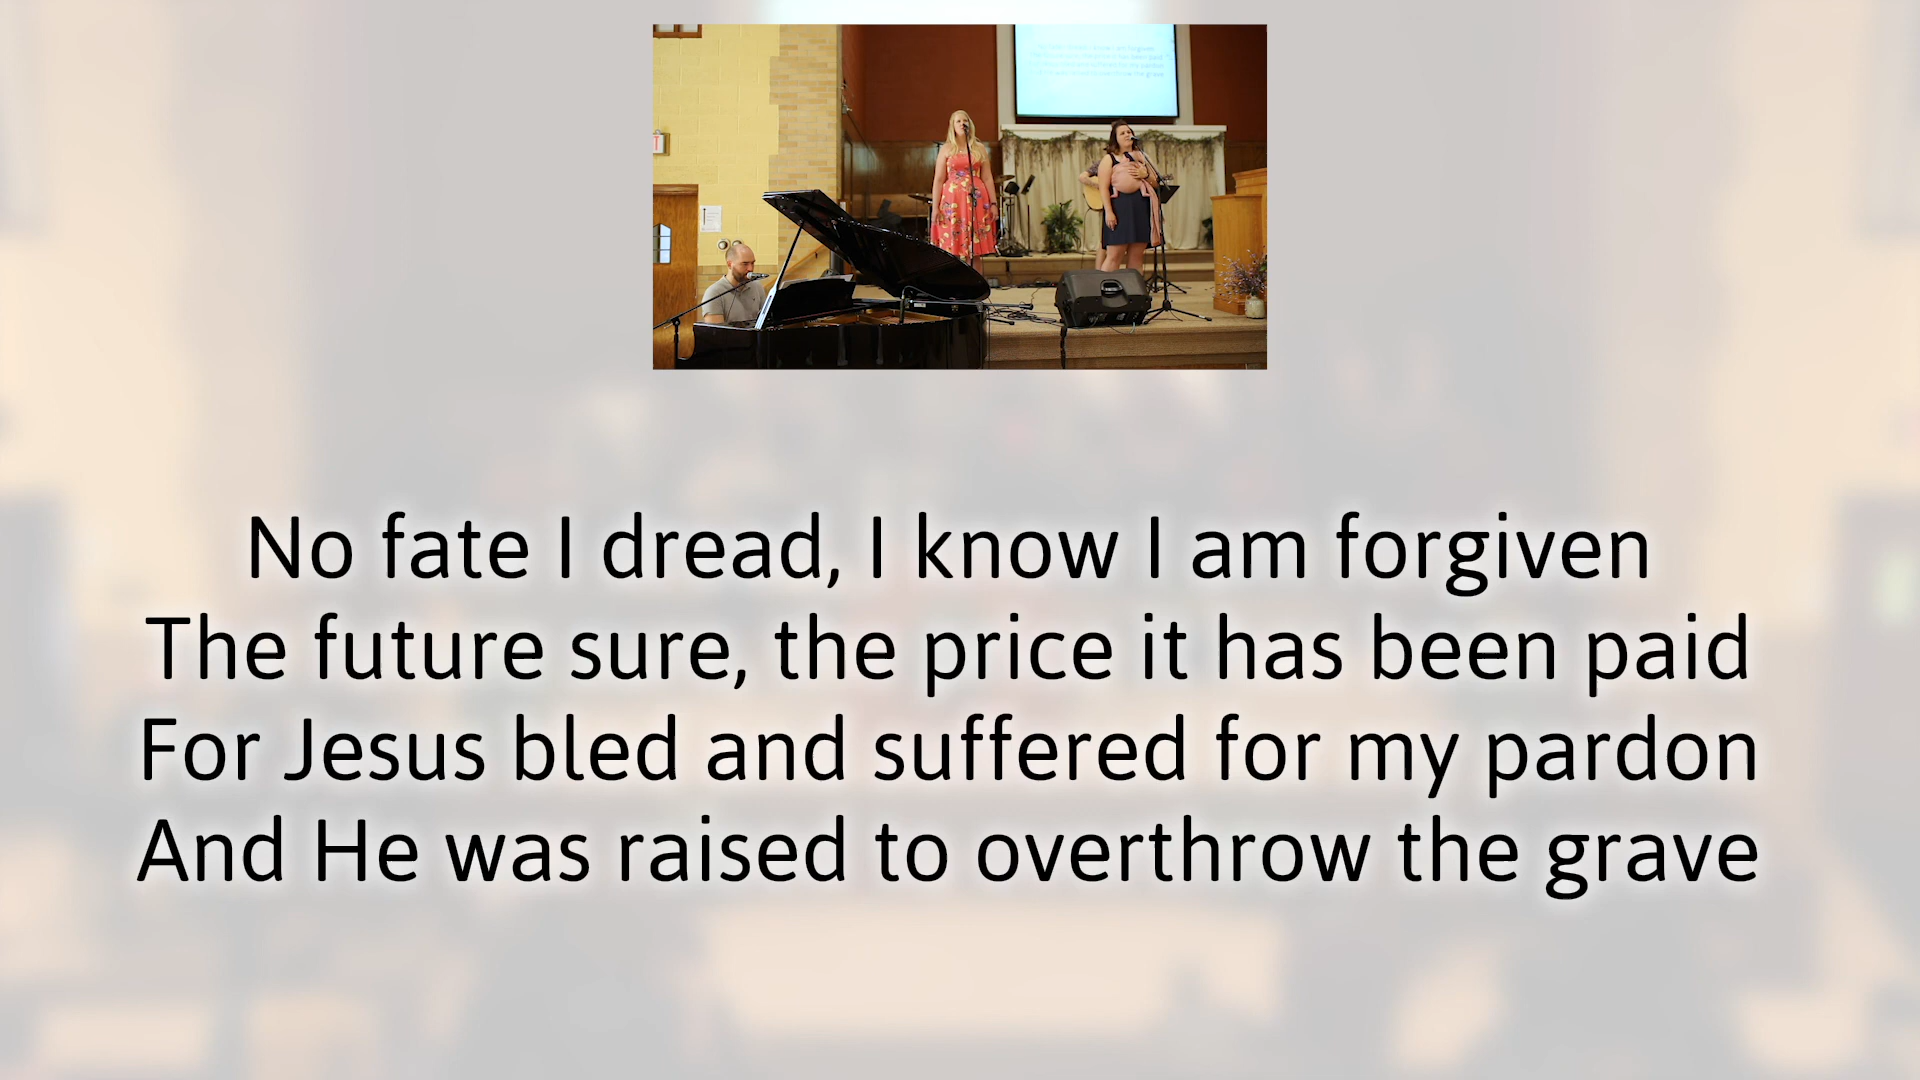 No fate I dread, I know I am forgiven
The future sure, the price it has been paid
For Jesus bled and suffered for my pardon
And He was raised to overthrow the grave